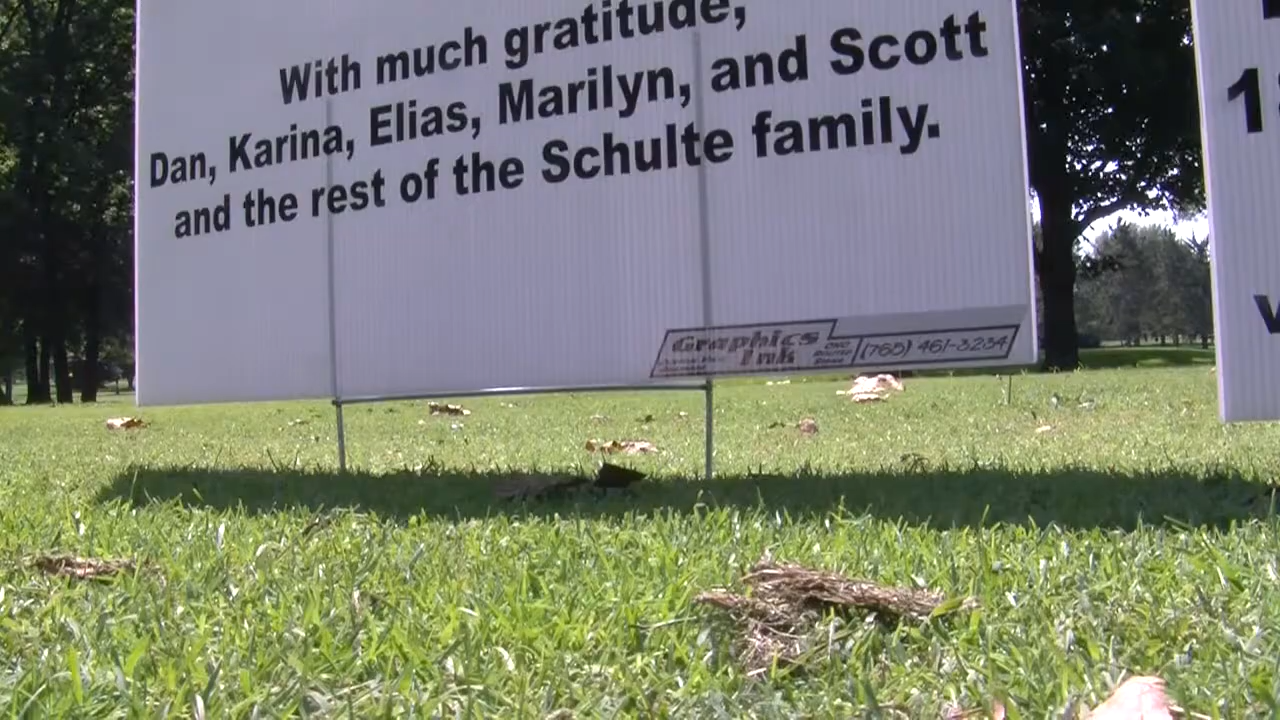 With much gratitude,
Dan, Karina, Elias, Marilyn, and Scott
and the rest of the Schulte family.
Graphics
Ink
(765) 461-3234